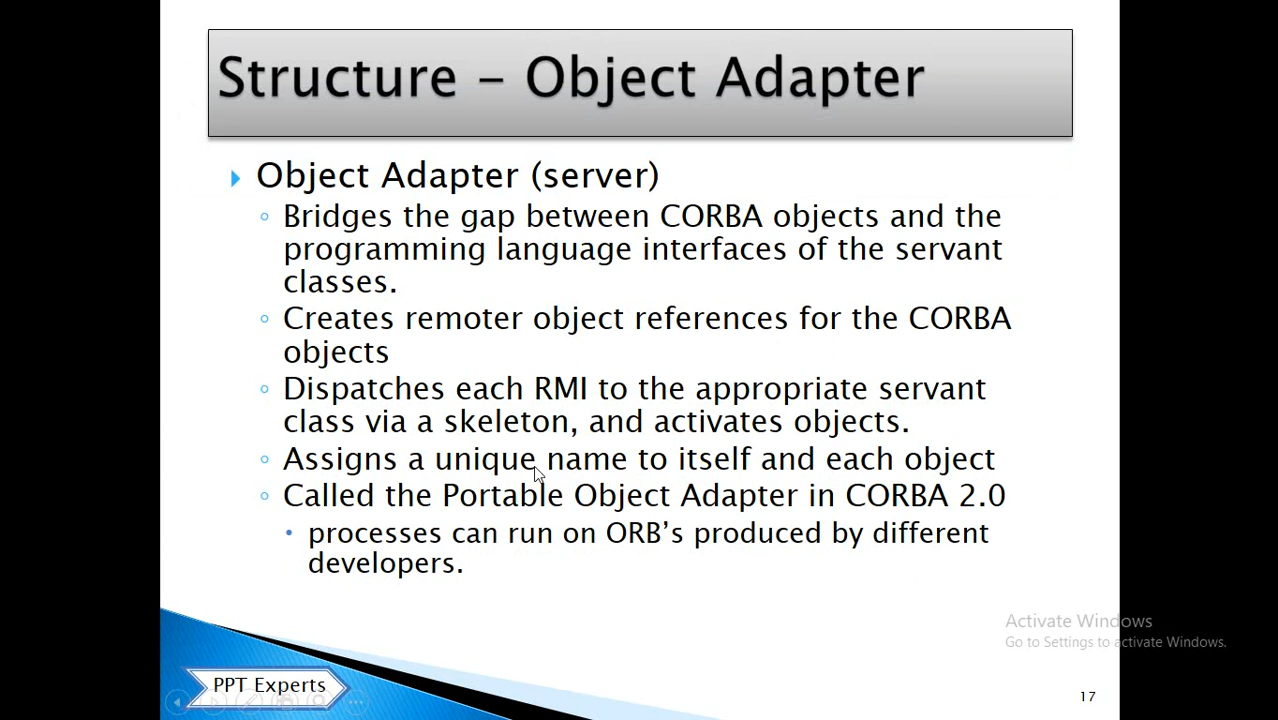 Structure - Object Adapter
Object Adapter (server)
Bridges the gap between CORBA objects and the
programming language interfaces of the servant
classes.
Creates remoter object references for the CORBA
objects
Dispatches each RMI to the appropriate servant
class via a skeleton, and activates objects.
Assigns a unique name to itself and each object
Called the Portable Object Adapter in CORBA 2.0
processes can run on ORB’s produced by different
developers.
Activate Windows
Go to Settings to activate Windows.
PPT Experts
17